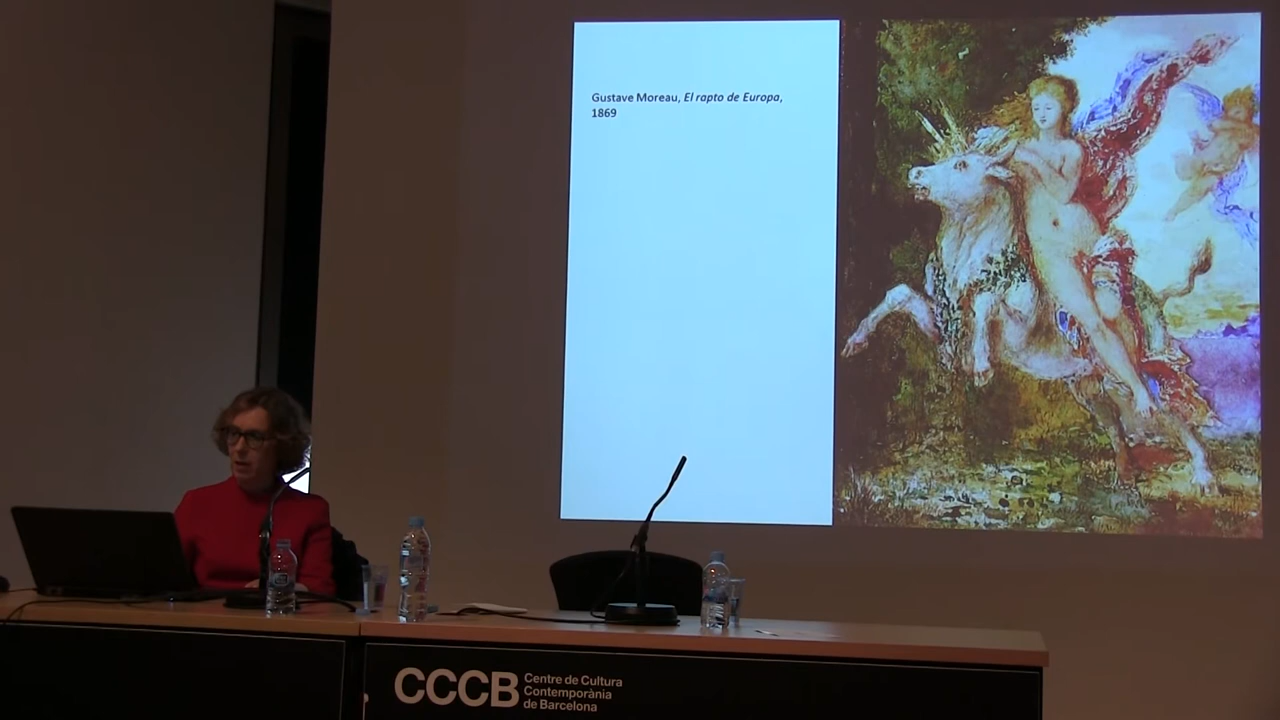 Gustave Moreau, El rapto de Europa,
1869
CCCB
Centre de Cultura
Contemporània
de Barcelona